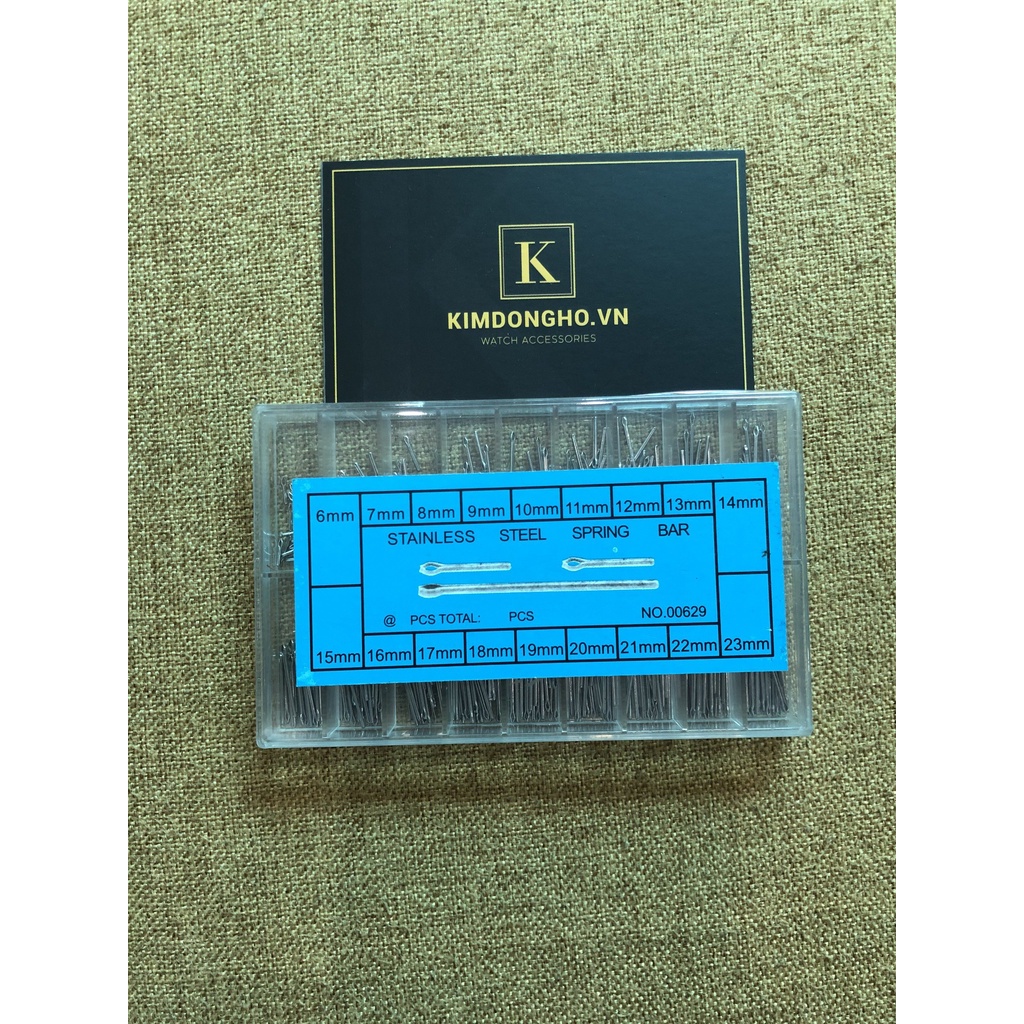 K
KIMDONGHO.VN
WATCH ACCESSORIES
6mm 7mm 8mm 9mm 10mm 11mm 12mm 13mm 14mm
STAINLESS STEEL SPRING BAR
@ PCS TOTAL: PCS NO.00629
15mm 16mm 17mm 18mm 19mm 20mm 21mm 22mm 23mm